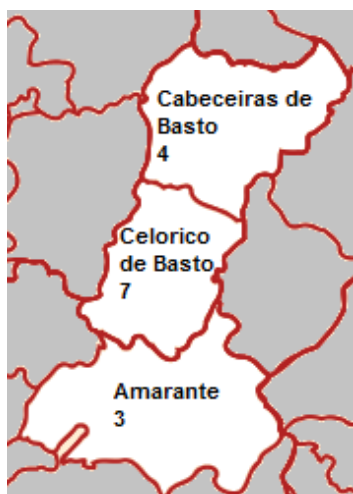 Cabeceiras de
Basto
4
Celorico
de Basto
7
Amarante
3